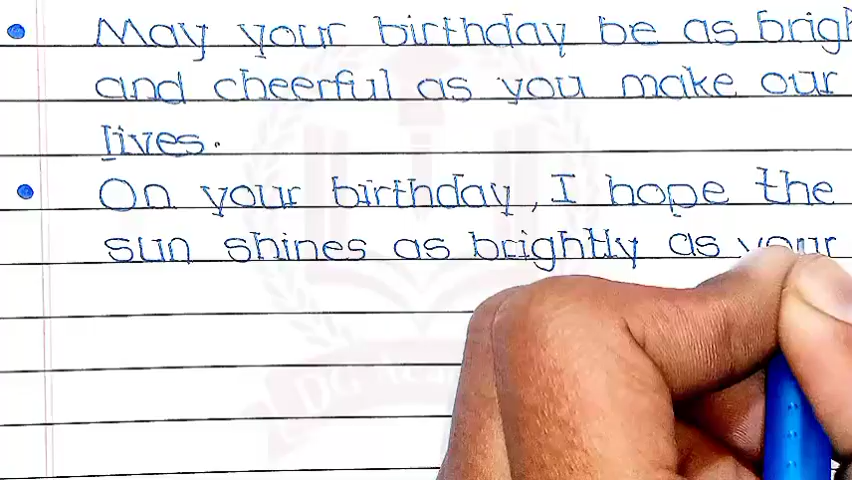 • May your birthday be as brigh
and cheerful as you make our
lives.
• On your birthday, I hope the
sun shines as brightly as your